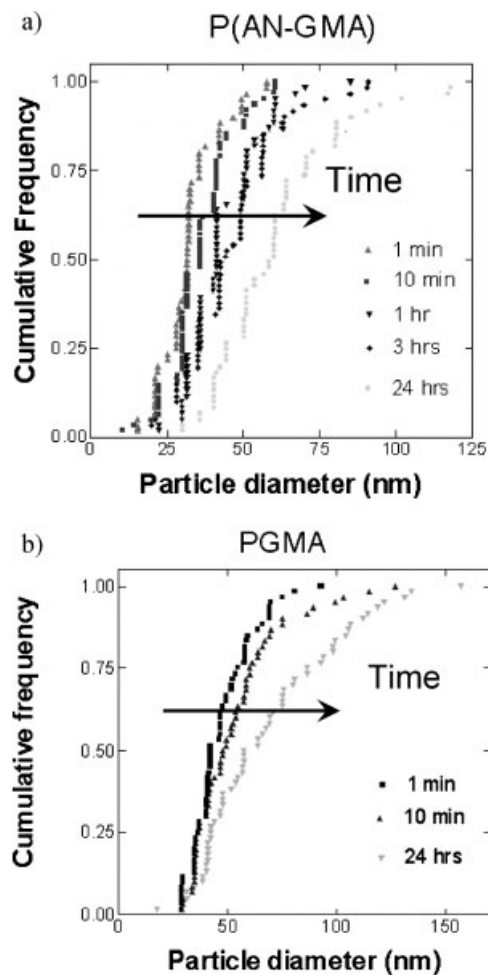 a)
P(AN-GMA)
Cumulative Frequency
1.00
0.75
0.50
0.25
0.00
Time
1 min
10 min
1 hr
3 hrs
24 hrs
0 25 50 75 100 125
Particle diameter (nm)
b)
PGMA
Cumulative frequency
1.00
0.75
0.50
0.25
0.00
Time
1 min
10 min
24 hrs
0 50 100 150
Particle diameter (nm)